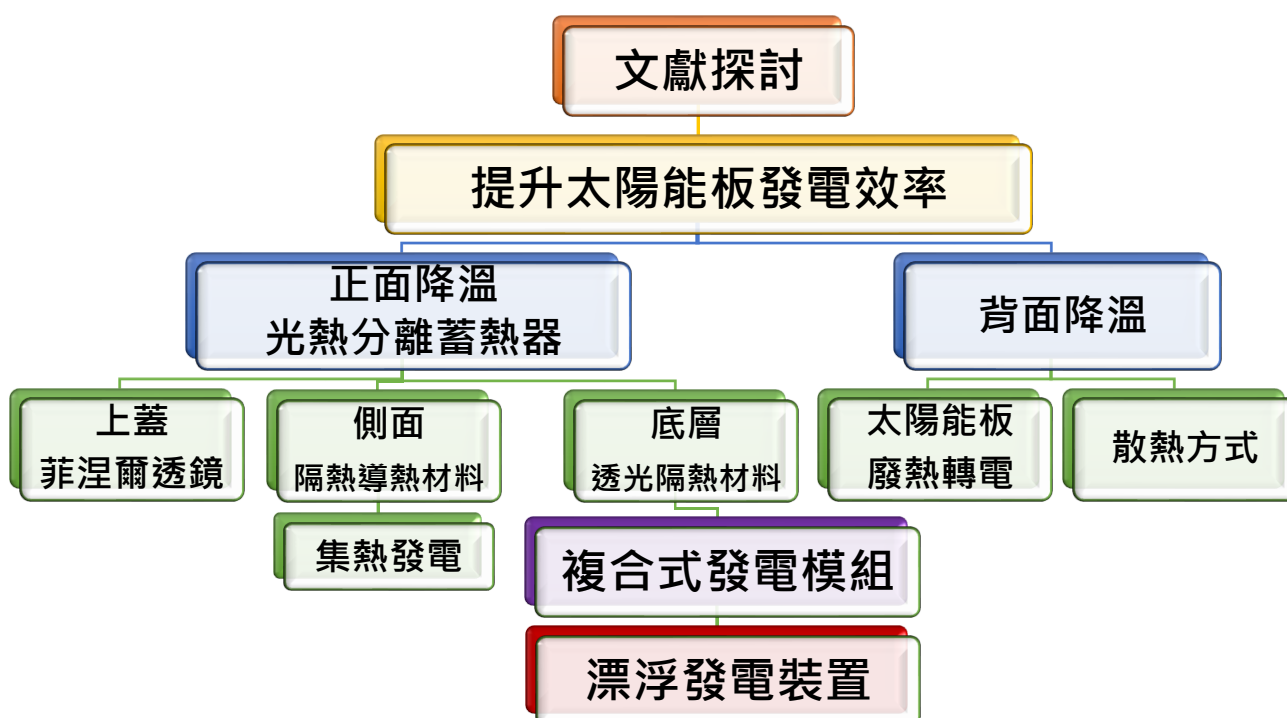 文獻探討
提升太陽能板發電效率
正面降溫
光熱分離蓄熱器
背面降溫
上蓋
菲涅爾透鏡
側面
隔熱導熱材料
底層
透光隔熱材料
太陽能板
廢熱轉電
散熱方式
集熱發電
複合式發電模組
漂浮發電裝置